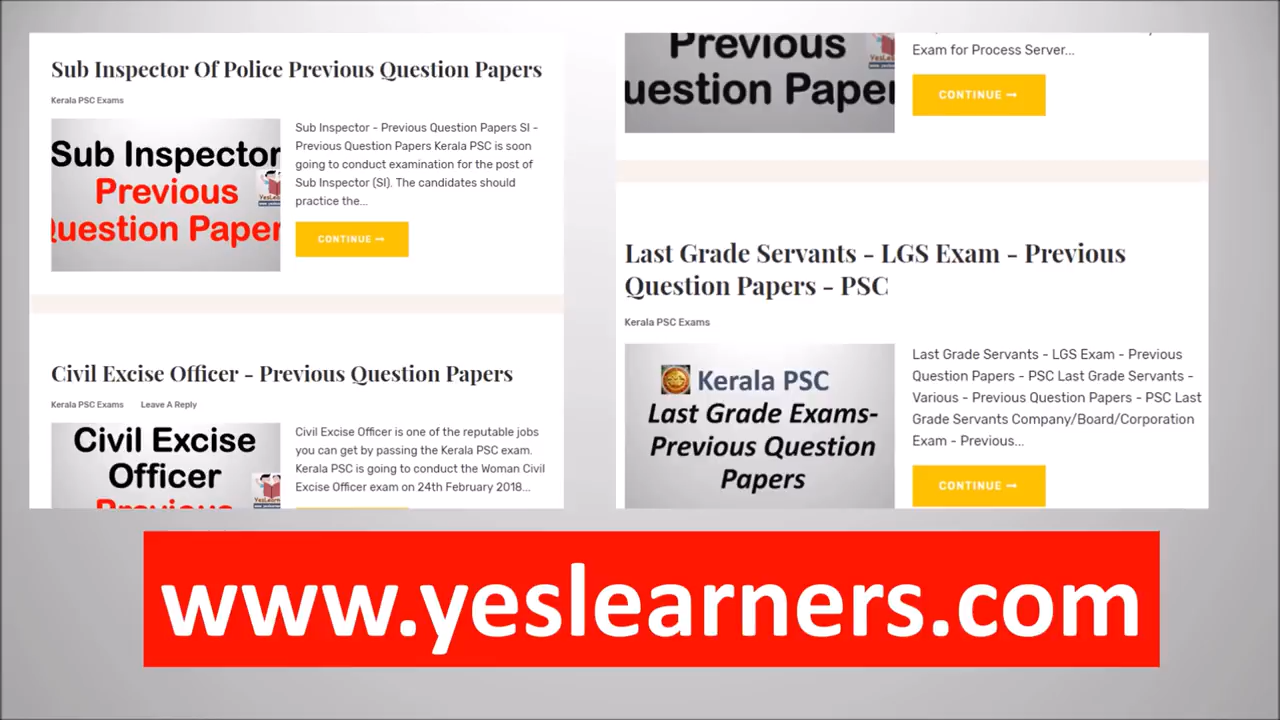 Sub Inspector Of Police Previous Question Papers
Kerala PSC Exams
Sub Inspector
Previous
Question Paper
Sub Inspector - Previous Question Papers SI -
Previous Question Papers Kerala PSC is soon
going to conduct examination for the post of
Sub Inspector (SI). The candidates should
practice the...
CONTINUE →
Civil Excise Officer - Previous Question Papers
Kerala PSC Exams Leave A Reply
Civil Excise
Officer
Previous
Civil Excise Officer is one of the reputable jobs
you can get by passing the Kerala PSC exam.
Kerala PSC is going to conduct the Woman Civil
Excise Officer exam on 24th February 2018...
Previous
uestion Paper
Exam for Process Server...
CONTINUE →
Last Grade Servants - LGS Exam - Previous
Question Papers - PSC
Kerala PSC Exams
Kerala PSC
Last Grade Exams-
Previous Question
Papers
Last Grade Servants - LGS Exam - Previous
Question Papers - PSC Last Grade Servants -
Various - Previous Question Papers - PSC Last
Grade Servants Company/Board/Corporation
Exam - Previous...
CONTINUE →
www.yeslearners.com